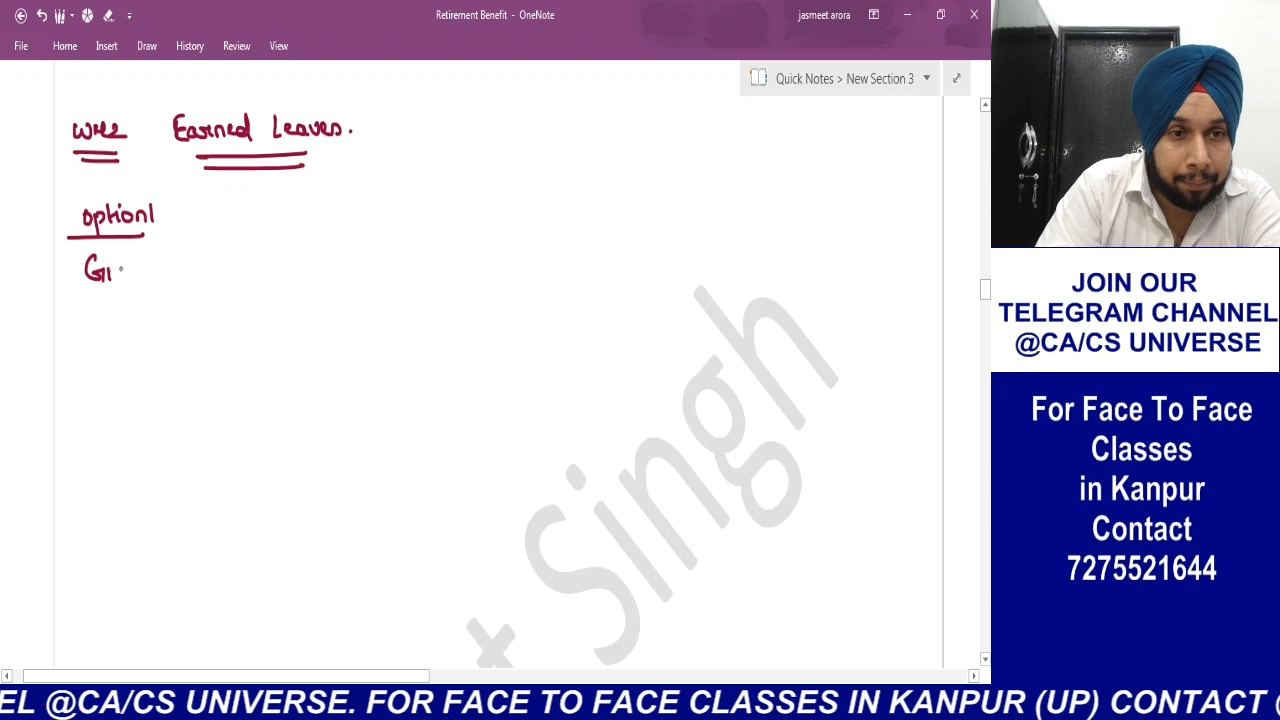 Retirement Benefit - OneNote
jasmeet arora
File Home Insert Draw History Review View
Quick Notes > New Section 3
Earned Leaves.
option1
t Singh
JOIN OUR
TELEGRAM CHANNEL
@CA/CS UNIVERSE
For Face To Face
Classes
in Kanpur
Contact
7275521644
EL @CA/CS UNIVERSE. FOR FACE TO FACE CLASSES IN KANPUR (UP) CONTACT